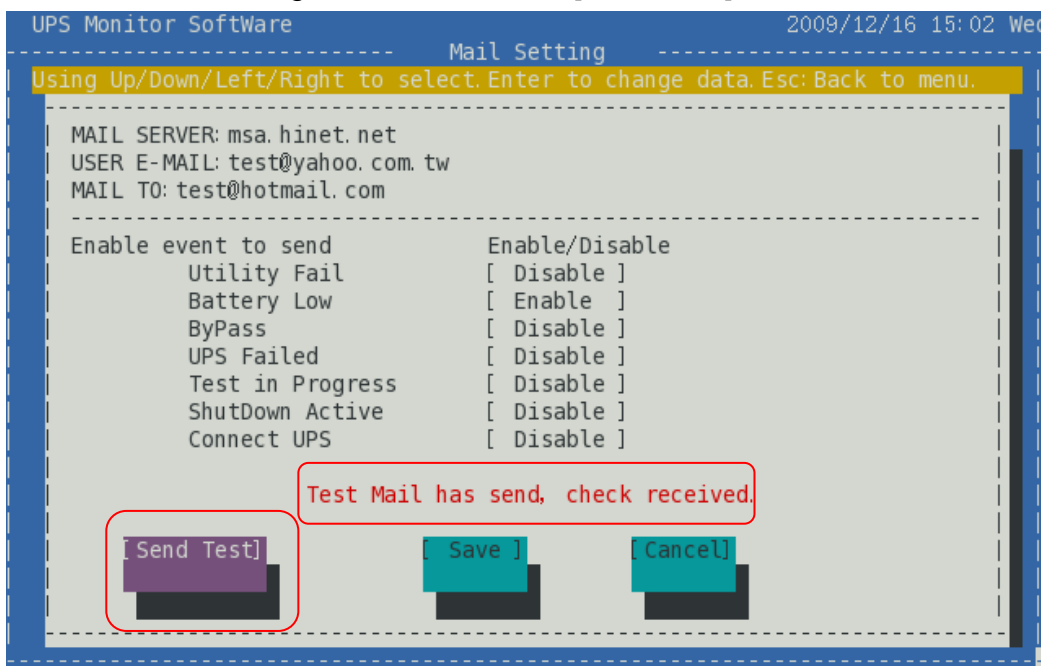 UPS Monitor SoftWare 2009/12/16 15:02 Wed
Mail Setting
Using Up/Down/Left/Right to select.Enter to change data.Esc:Back to menu.
MAIL SERVER:msa.hinet.net
USER E-MAIL:test@yahoo.com.tw
MAIL TO:test@hotmail.com
Enable event to send Enable/Disable
Utility Fail [ Disable ]
Battery Low [ Enable ]
ByPass [ Disable ]
UPS Failed [ Disable ]
Test in Progress [ Disable ]
ShutDown Active [ Disable ]
Connect UPS [ Disable ]
Test Mail has send, check received.
[Send Test] [ Save ] [Cancel]